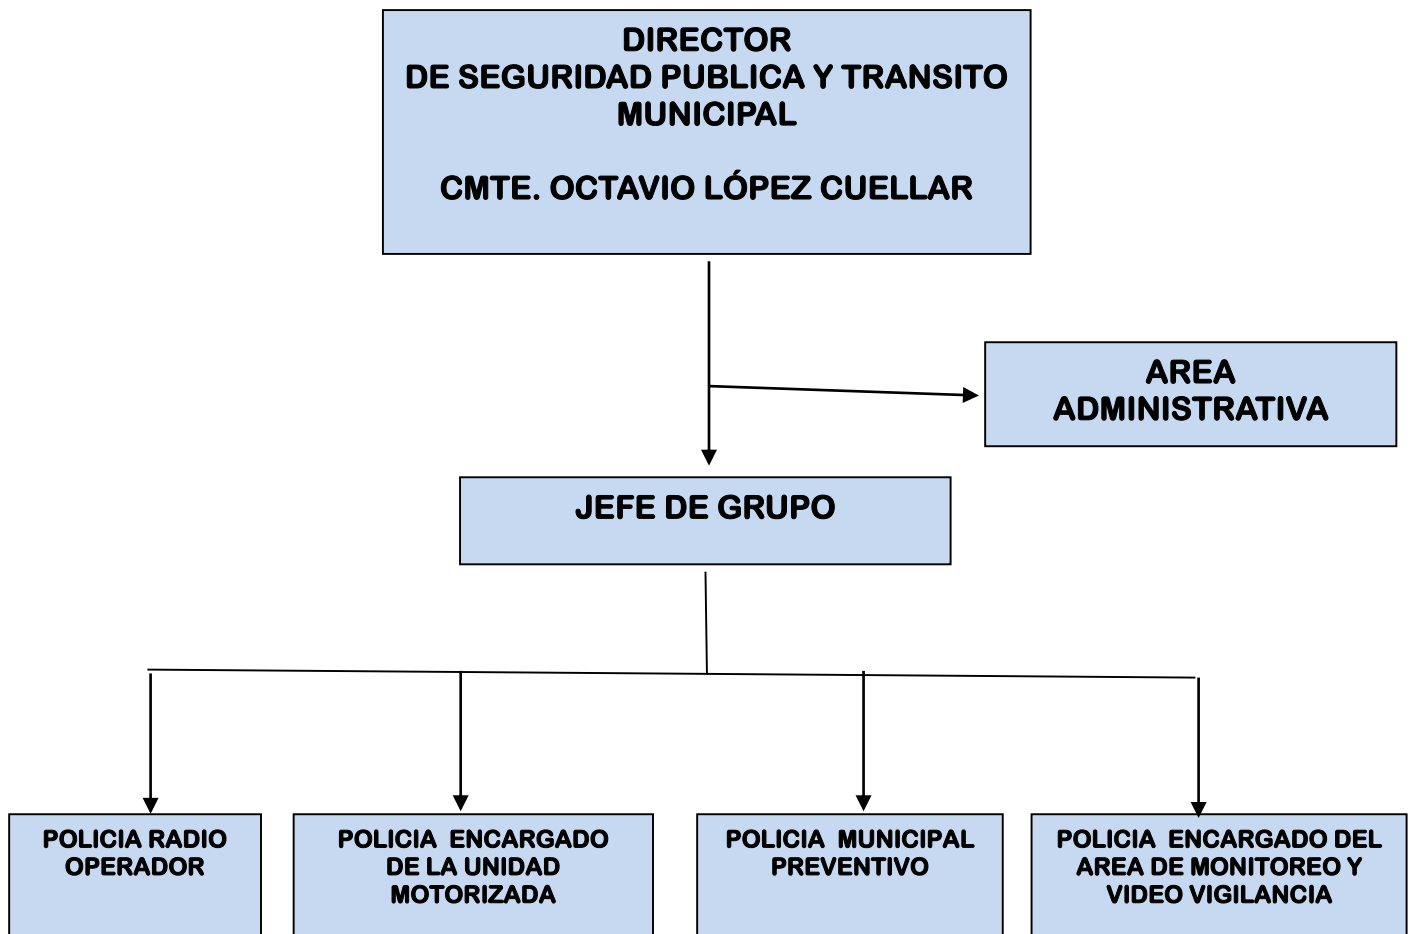 DIRECTOR
DE SEGURIDAD PUBLICA Y TRANSITO
MUNICIPAL
CMTE. OCTAVIO LÓPEZ CUELLAR
AREA
ADMINISTRATIVA
JEFE DE GRUPO
POLICIA RADIO
OPERADOR
POLICIA ENCARGADO
DE LA UNIDAD
MOTORIZADA
POLICIA MUNICIPAL
PREVENTIVO
POLICIA ENCARGADO DEL
AREA DE MONITOREO Y
VIDEO VIGILANCIA